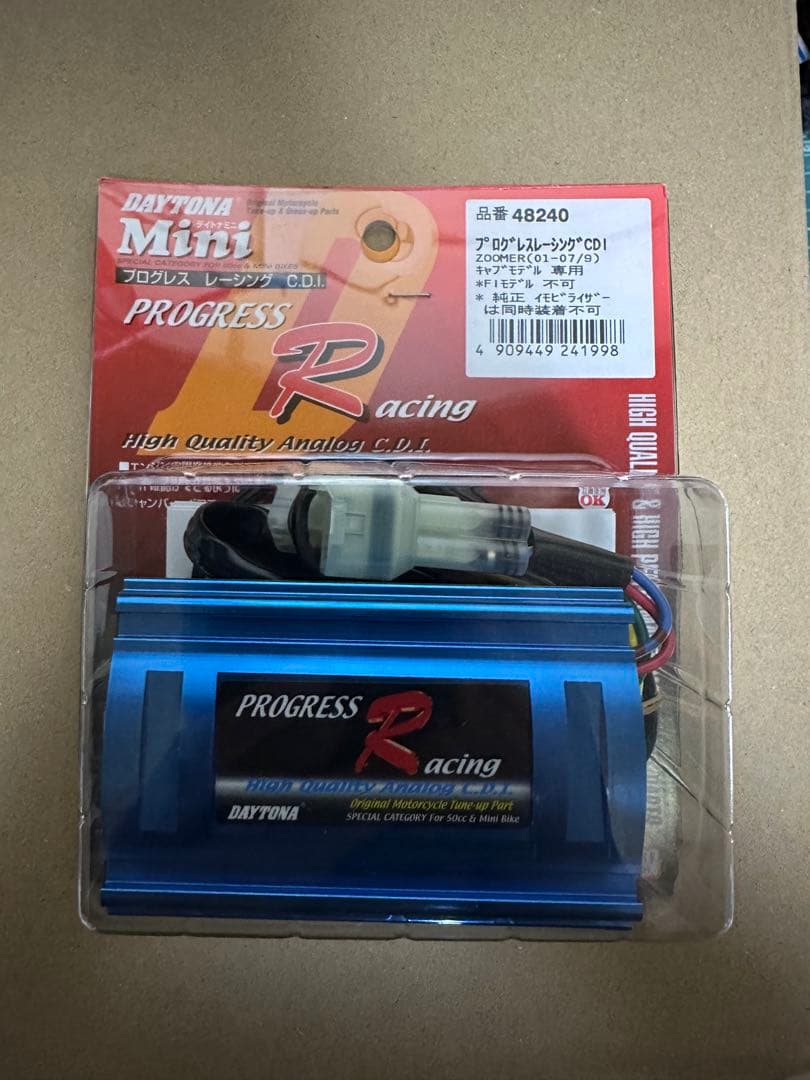 DAYTONA
Original Motorcycle
Tune-up & Dress-up Parts
デイトナミニ
Mini
SPECIAL CATEGORY FOR 50cc & MINI BIKES
プログレス レーシング C.D.I.
PROGRESS
Racing
High Quality Analog C.D.I.
品番 48240
ﾌﾟﾛｸﾞﾚｽﾚｰｼﾝｸﾞCDI
ZOOMER(01-07/9)
ｷｬﾌﾞﾓﾃﾞﾙ 専用
*FIﾓﾃﾞﾙ 不可
* 純正 ｲﾓﾋﾞﾗｲｻﾞｰ
は同時装着不可
4 909449 241998
OK
PROGRESS
Racing
High Quality Analog C.D.I.
Original Motorcycle Tune-up Part
DAYTONA
SPECIAL CATEGORY For 50cc & Mini Bike